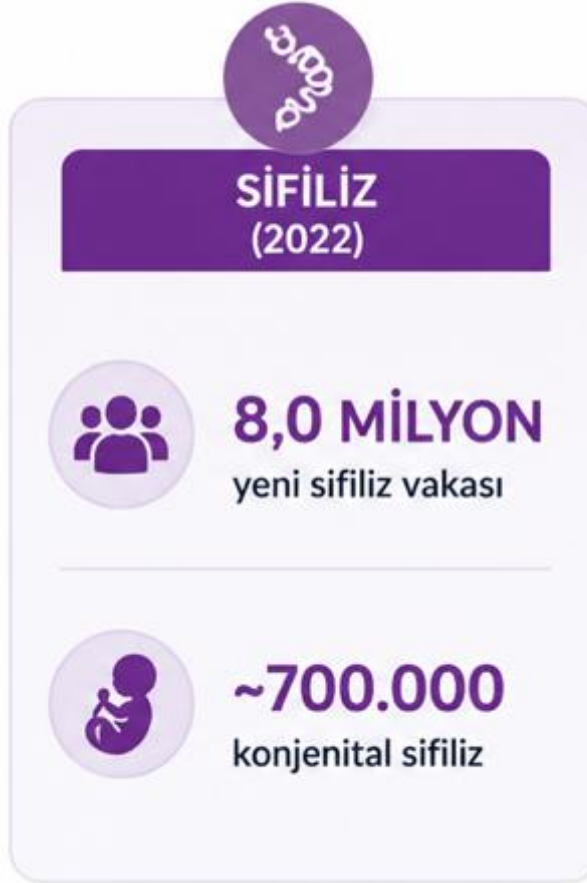 SİFİLİZ
(2022)
8,0 MİLYON
yeni sifiliz vakası
~700.000
konjenital sifiliz